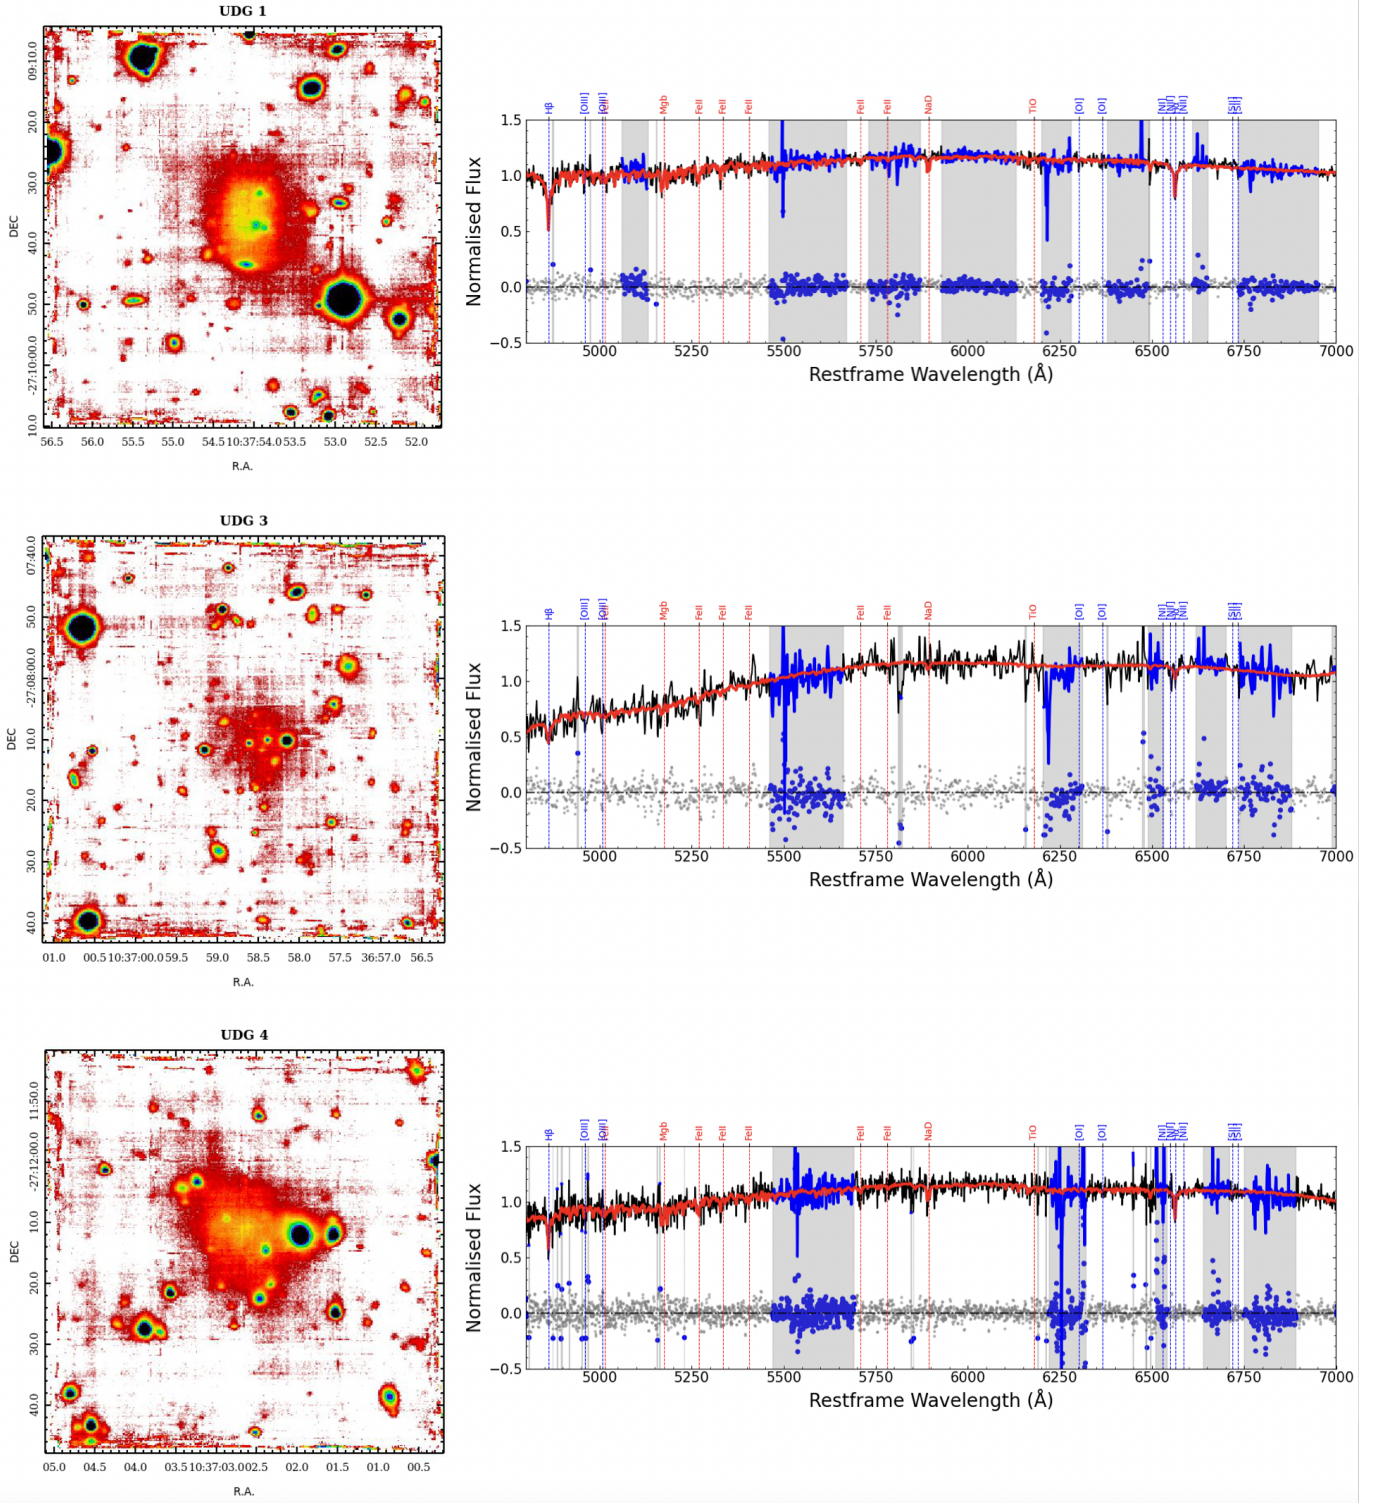 UDG 1
DEC
09:10.0
20.0
30.0
40.0
50.0
-27:10:00.0
10.0
56.5 56.0 55.5 55.0 54.5 10:37:54.0 53.5 53.0 52.5 52.0
R.A.
Hβ [OIII] [OIII] Mgb FeII FeII FeII FeII FeII NaD TiO [OI] [OI] [NI] [NII] [SII] [SII]
Normalised Flux
1.5
1.0
0.5
0.0
−0.5
5000 5250 5500 5750 6000 6250 6500 6750 7000
Restframe Wavelength (Å)
UDG 3
DEC
07:40.0
50.0
-27:08:00.0
10.0
20.0
30.0
40.0
01.0 00.5 10:37:00.0 59.5 59.0 58.5 58.0 57.5 36:57.0 56.5
R.A.
Hβ [OIII] [OIII] Mgb FeII FeII FeII FeII FeII NaD TiO [OI] [OI] [NI] [NII] [SII] [SII]
Normalised Flux
1.5
1.0
0.5
0.0
−0.5
5000 5250 5500 5750 6000 6250 6500 6750 7000
Restframe Wavelength (Å)
UDG 4
DEC
11:50.0
-27:12:00.0
10.0
20.0
30.0
40.0
05.0 04.5 04.0 03.5 10:37:03.0 02.5 02.0 01.5 01.0 00.5
R.A.
Hβ [OIII] [OIII] Mgb FeII FeII FeII FeII FeII NaD TiO [OI] [OI] [NI] [NII] [SII] [SII]
Normalised Flux
1.5
1.0
0.5
0.0
−0.5
5000 5250 5500 5750 6000 6250 6500 6750 7000
Restframe Wavelength (Å)